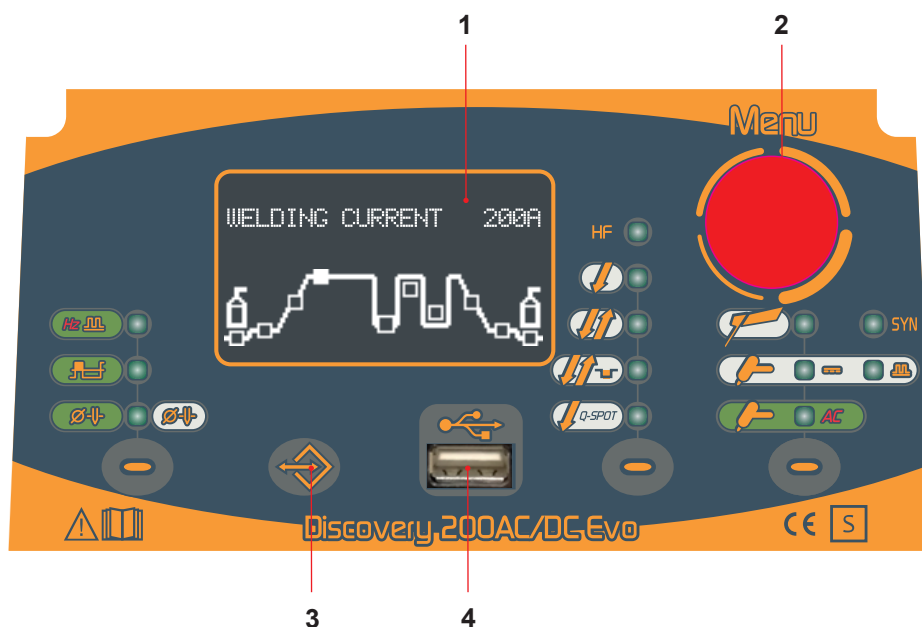 1 2
Menu
WELDING CURRENT 200A
HF
Hz
SYN
Q-SPOT
AC
Discovery 200AC/DC Evo
CE S
3 4